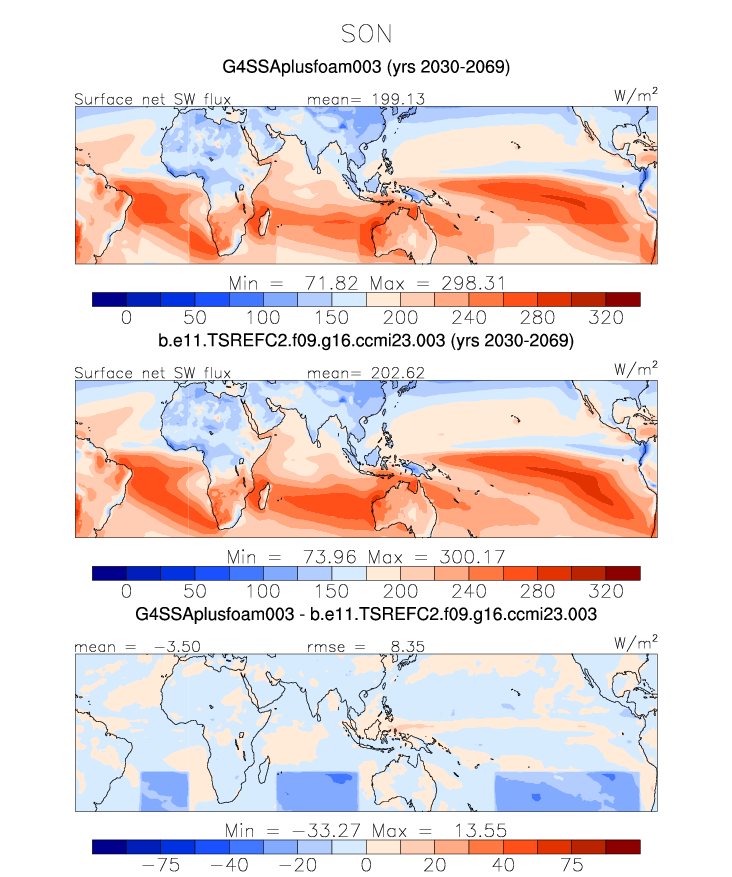 SON
G4SSAplusfoam003 (yrs 2030-2069)
Surface net SW flux mean= 199.13 W/m²
Min = 71.82 Max = 298.31
0 50 100 150 200 240 280 320
b.e11.TSREFC2.f09.g16.ccmi23.003 (yrs 2030-2069)
Surface net SW flux mean= 202.62 W/m²
Min = 73.96 Max = 300.17
0 50 100 150 200 240 280 320
G4SSAplusfoam003 - b.e11.TSREFC2.f09.g16.ccmi23.003
mean = -3.50 rmse = 8.35 W/m²
Min = -33.27 Max = 13.55
-75 -40 -20 0 20 40 75